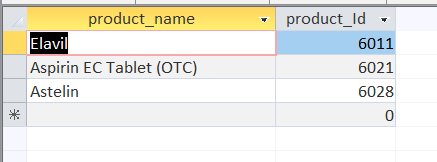 product_name product_Id
Elavil 6011
Aspirin EC Tablet (OTC) 6021
Astelin 6028
0